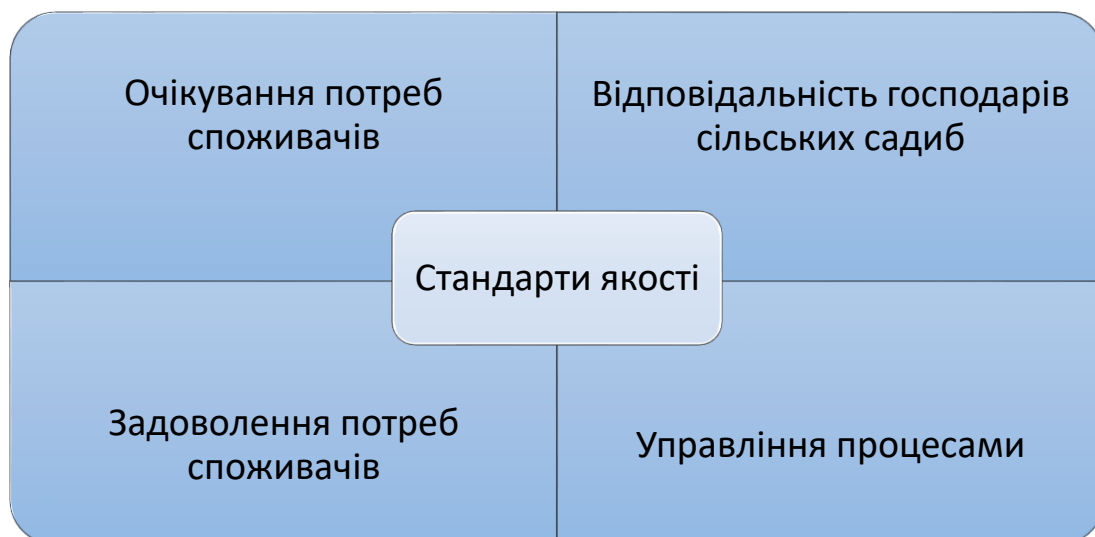 Очікування потреб
споживачів
Відповідальність господарів
сільських садиб
Стандарти якості
Задоволення потреб
споживачів
Управління процесами